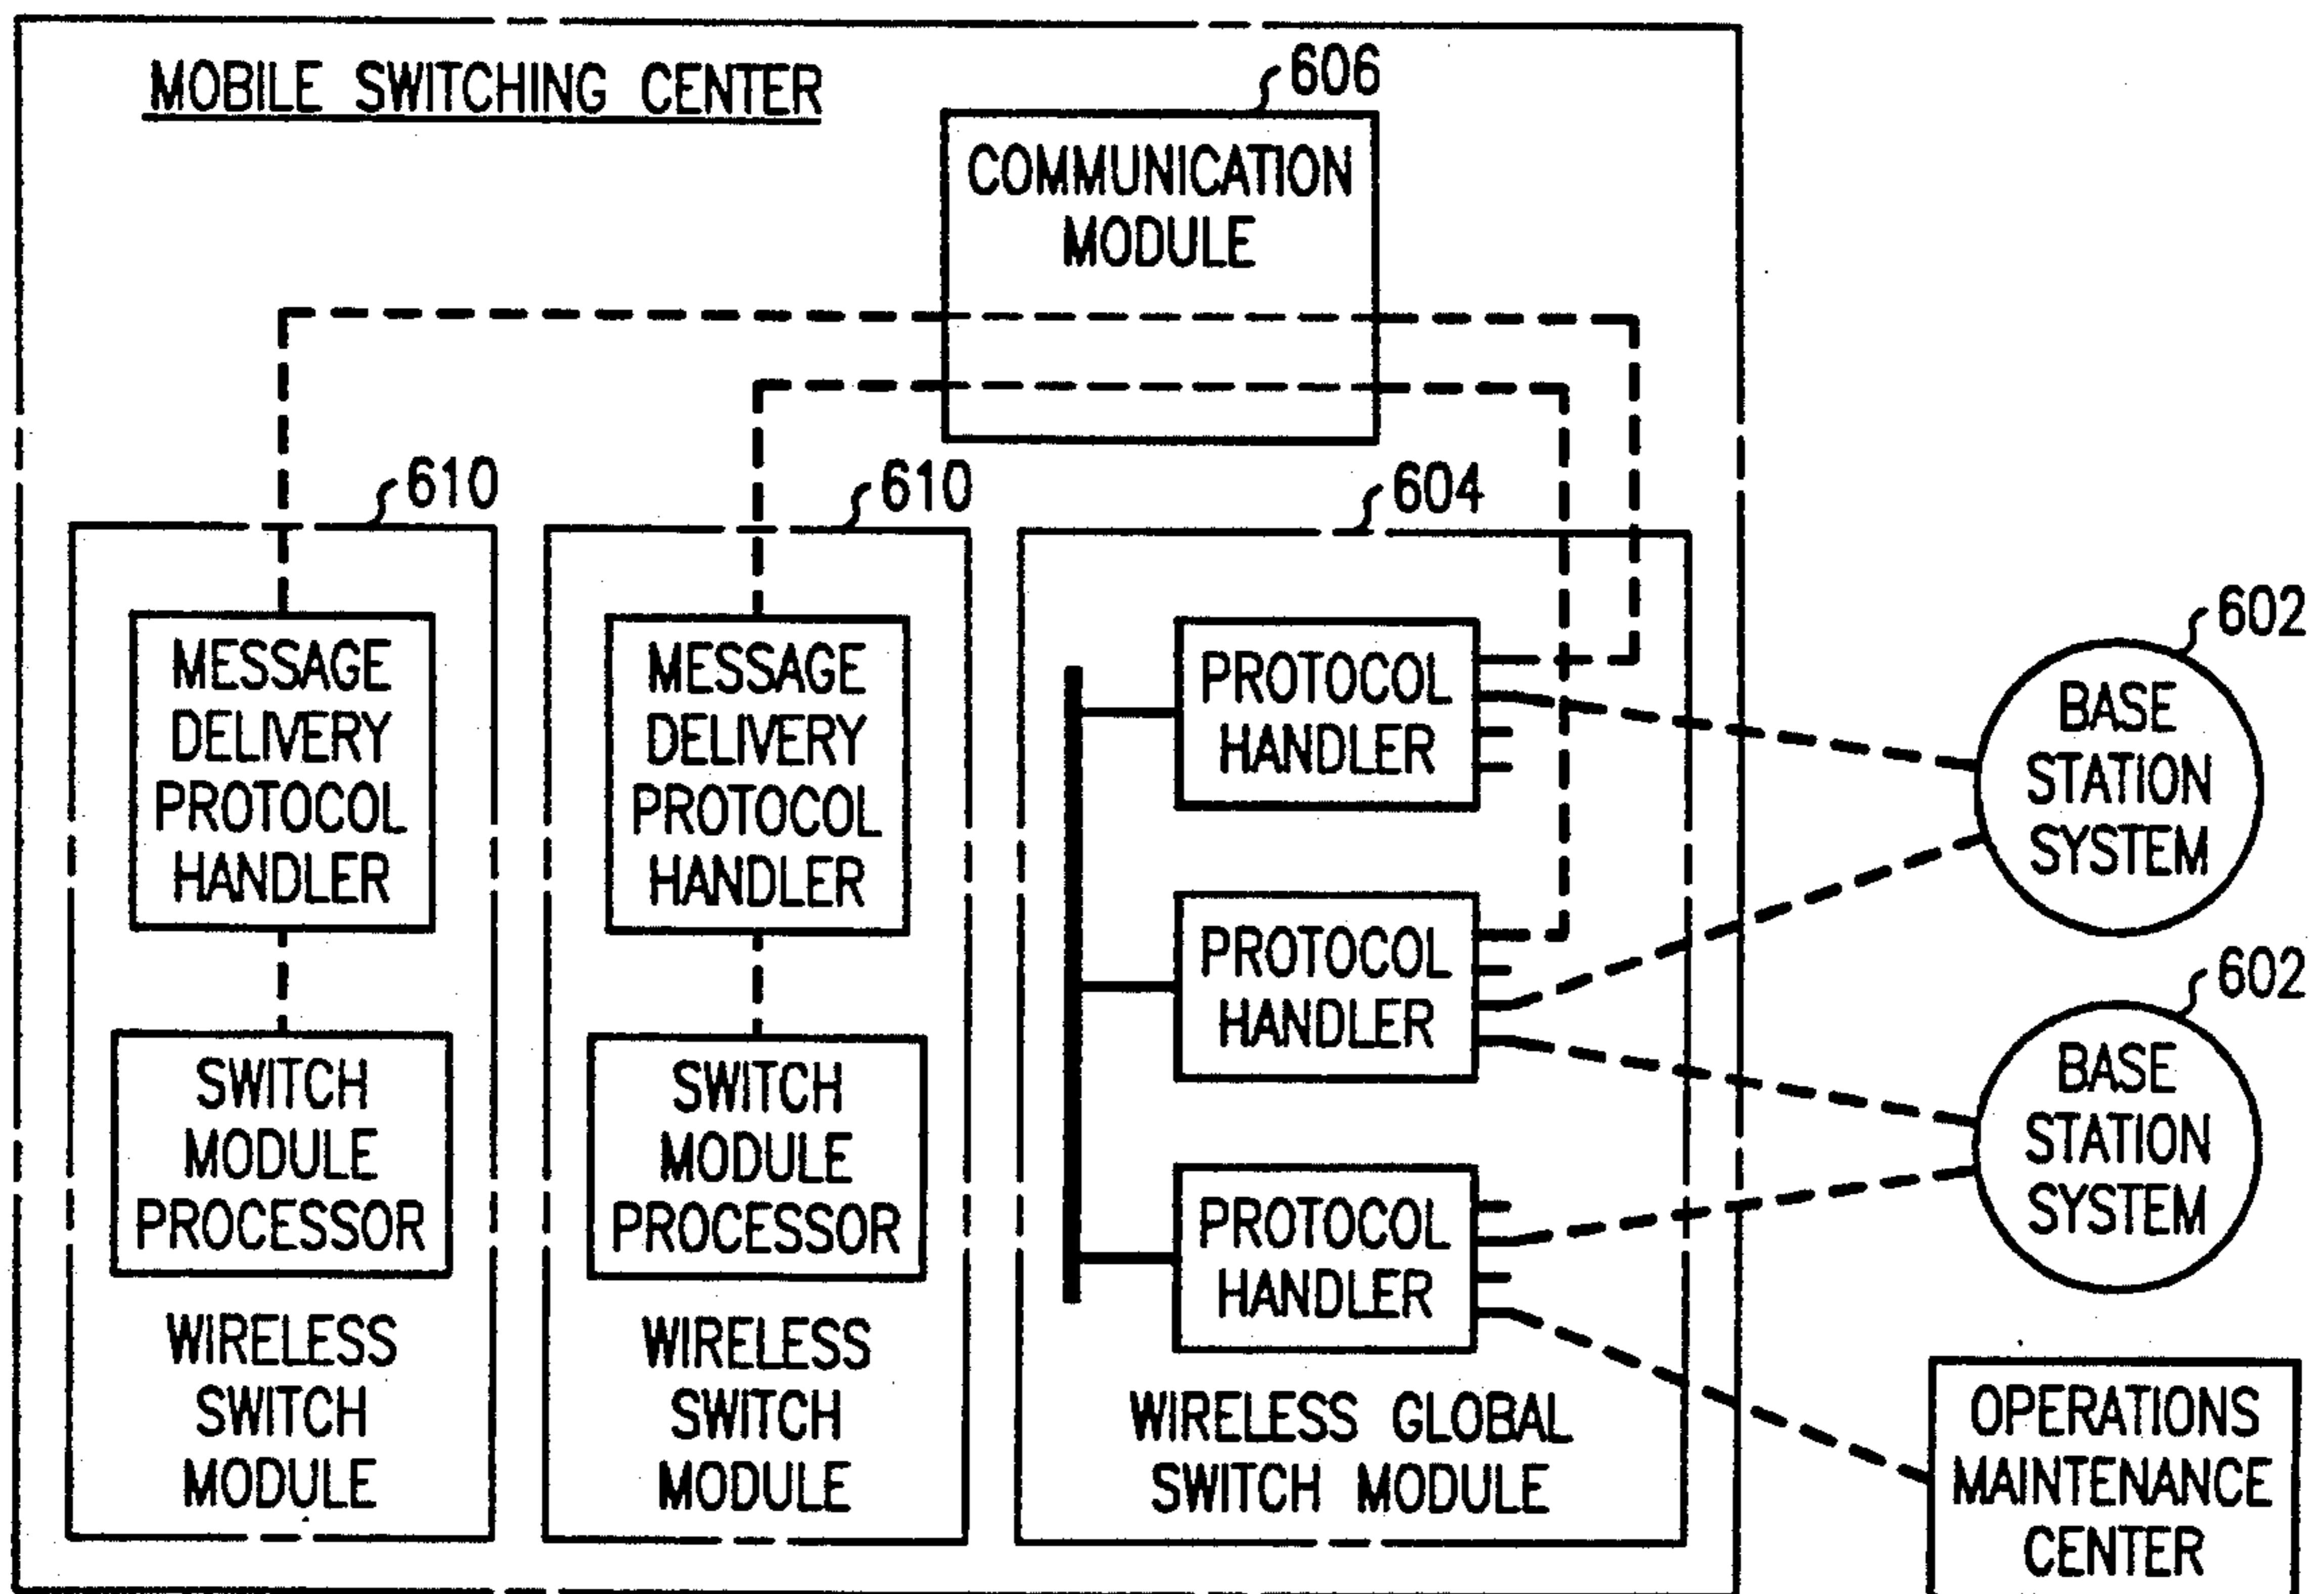 MOBILE SWITCHING CENTER
606
COMMUNICATION
MODULE
610
610
604
602
MESSAGE
DELIVERY
PROTOCOL
HANDLER
SWITCH
MODULE
PROCESSOR
WIRELESS
SWITCH
MODULE
MESSAGE
DELIVERY
PROTOCOL
HANDLER
SWITCH
MODULE
PROCESSOR
WIRELESS
SWITCH
MODULE
PROTOCOL
HANDLER
PROTOCOL
HANDLER
PROTOCOL
HANDLER
WIRELESS GLOBAL
SWITCH MODULE
BASE
STATION
SYSTEM
602
BASE
STATION
SYSTEM
OPERATIONS
MAINTENANCE
CENTER